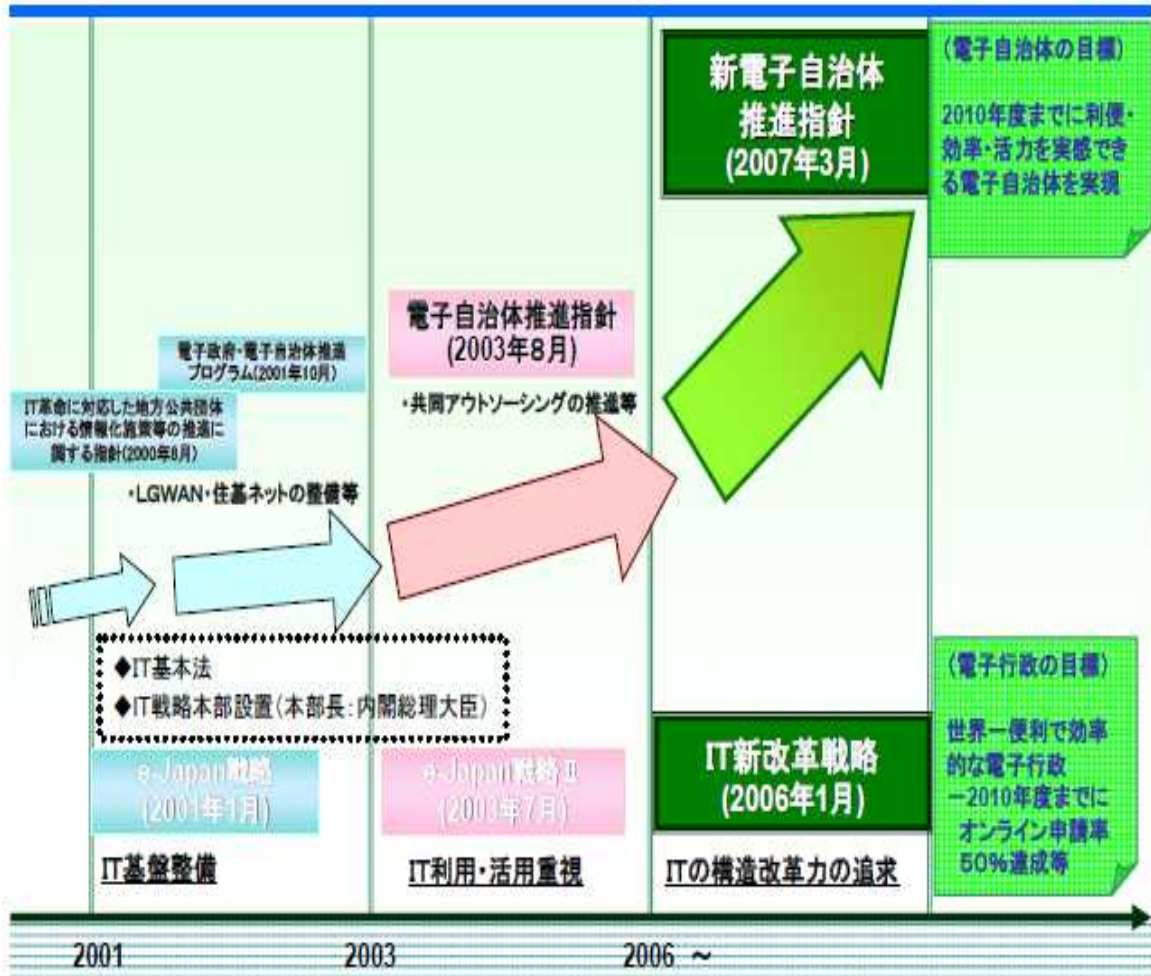 新電子自治体
推進指針
(2007年3月)
(電子自治体の目標)
2010年度までに利便・
効率・活力を実感でき
る電子自治体を実現
電子自治体推進指針
(2003年8月)
・共同アウトソーシングの推進等
電子政府・電子自治体推進
プログラム(2001年10月)
IT革命に対応した地方公共団体
における情報化施策等の推進に
関する指針(2000年8月)
・LGWAN・住基ネットの整備等
◆IT基本法
◆IT戦略本部設置(本部長:内閣総理大臣)
e-Japan戦略
(2001年1月)
e-Japan戦略Ⅱ
(2003年7月)
IT新改革戦略
(2006年1月)
(電子行政の目標)
世界一便利で効率
的な電子行政
－2010年度までに
オンライン申請率
50%達成等
IT基盤整備
IT利用・活用重視
ITの構造改革力の追求
2001
2003
2006 ～